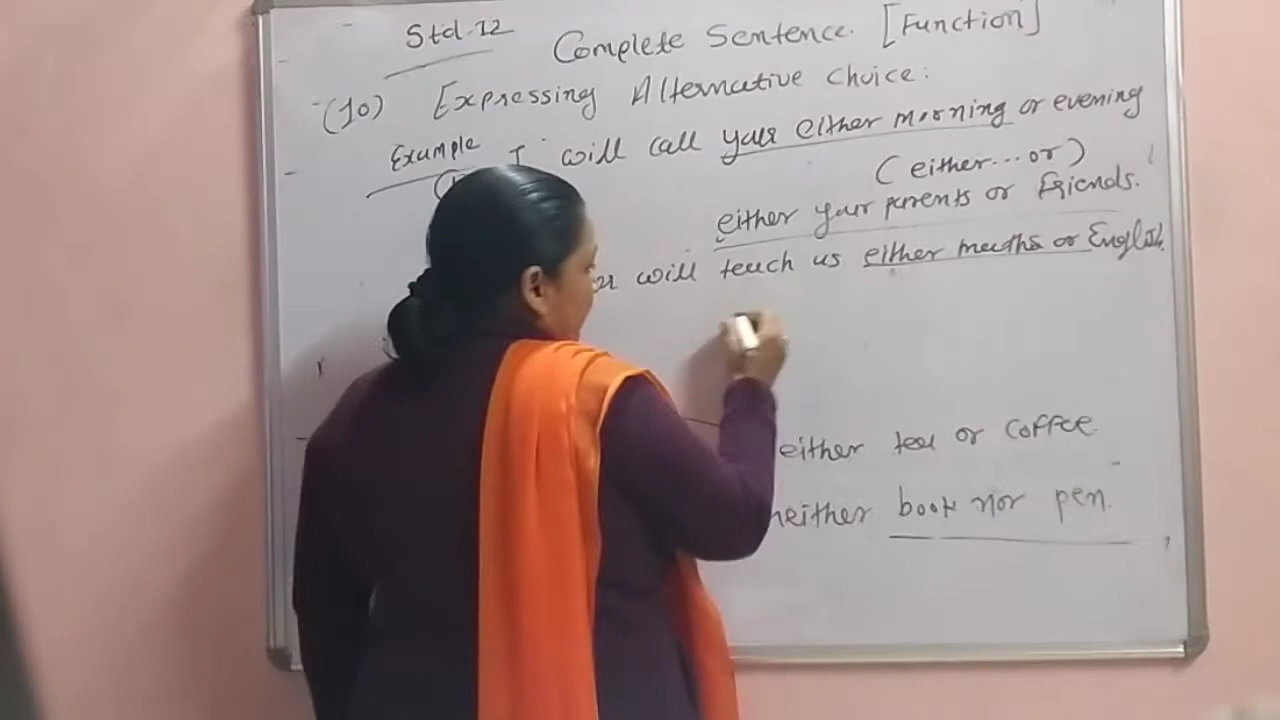 Std. 12
Complete Sentence. [Function]
(10) Expressing Alternative Choice:
Example I will call your either morning or evening
(either...or)
either your parents or Friends.
will teach us either maths or English.
either tea or coffee
neither book nor pen.